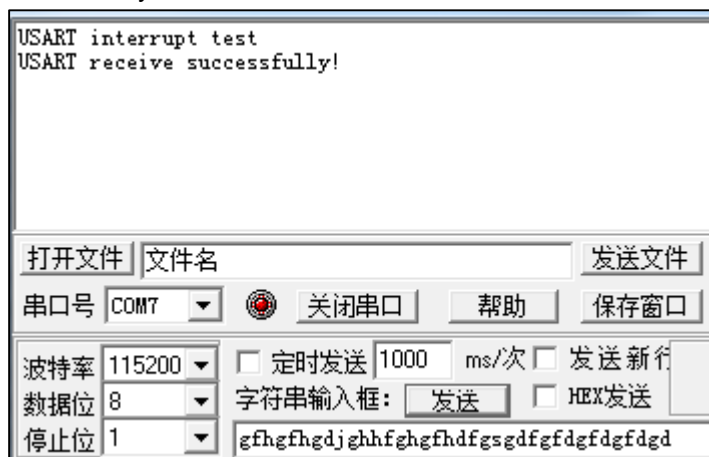 USART interrupt test
USART receive successfully!
打开文件 文件名 发送文件
串口号 COM7 关闭串口 帮助 保存窗口
波特率 115200 定时发送 1000 ms/次 发送新行
数据位 8 字符串输入框: 发送 HEX发送
停止位 1 gfhgfhgdjghhfghgfhdfgsgdfgfdgfdgfdgd